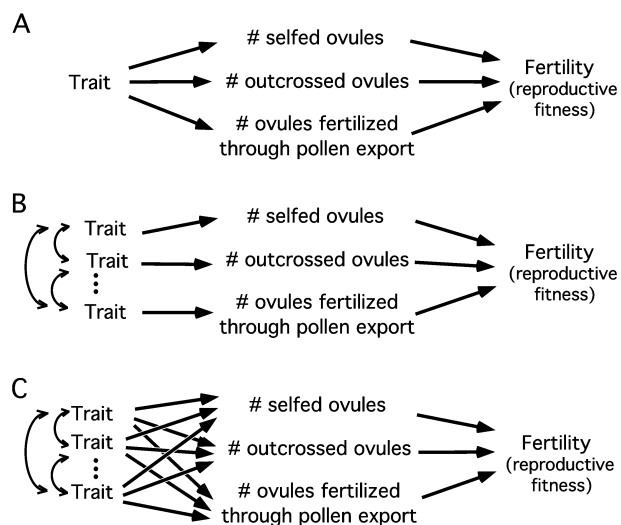 A
Trait
# selfed ovules
# outcrossed ovules
# ovules fertilized
through pollen export
Fertility
(reproductive
fitness)
B
Trait
Trait
Trait
# selfed ovules
# outcrossed ovules
# ovules fertilized
through pollen export
Fertility
(reproductive
fitness)
C
Trait
Trait
Trait
# selfed ovules
# outcrossed ovules
# ovules fertilized
through pollen export
Fertility
(reproductive
fitness)